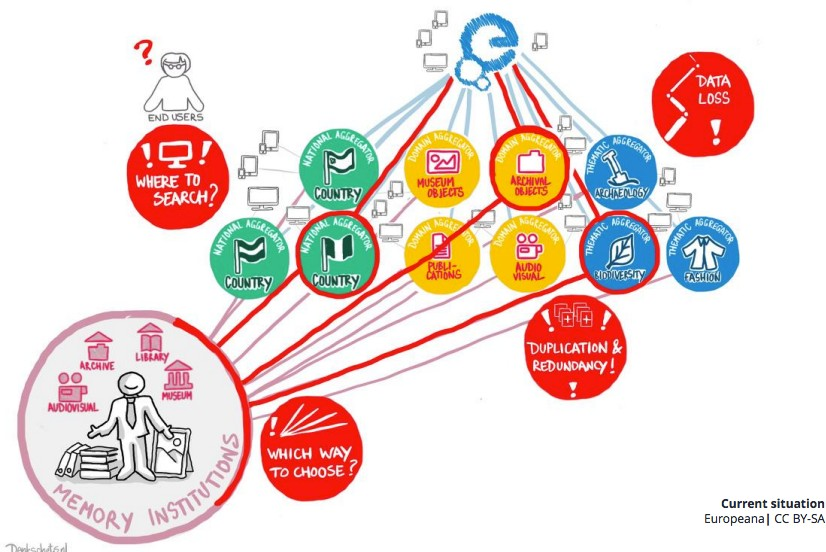 ?
END USERS
! !
WHERE TO
SEARCH?
DATA
LOSS
!
NATIONAL AGGREGATOR
COUNTRY
DOMAIN AGGREGATOR
MUSEUM
OBJECTS
DOMAIN AGGREGATOR
ARCHIVAL
OBJECTS
THEMATIC AGGREGATOR
ARCHAEOLOGY
NATIONAL AGGREGATOR
COUNTRY
NATIONAL AGGREGATOR
COUNTRY
DOMAIN AGGREGATOR
PUBLI-
CATIONS
DOMAIN AGGREGATOR
AUDIO
VISUAL
THEMATIC AGGREGATOR
BIODIVERSITY
THEMATIC AGGREGATOR
FASHION
! !
DUPLICATION &
REDUNDANCY!
!
ARCHIVE
LIBRARY
AUDIOVISUAL
MUSEUM
MEMORY INSTITUTIONS
!
WHICH WAY
TO CHOOSE?
Current situation
Europeana| CC BY-SA